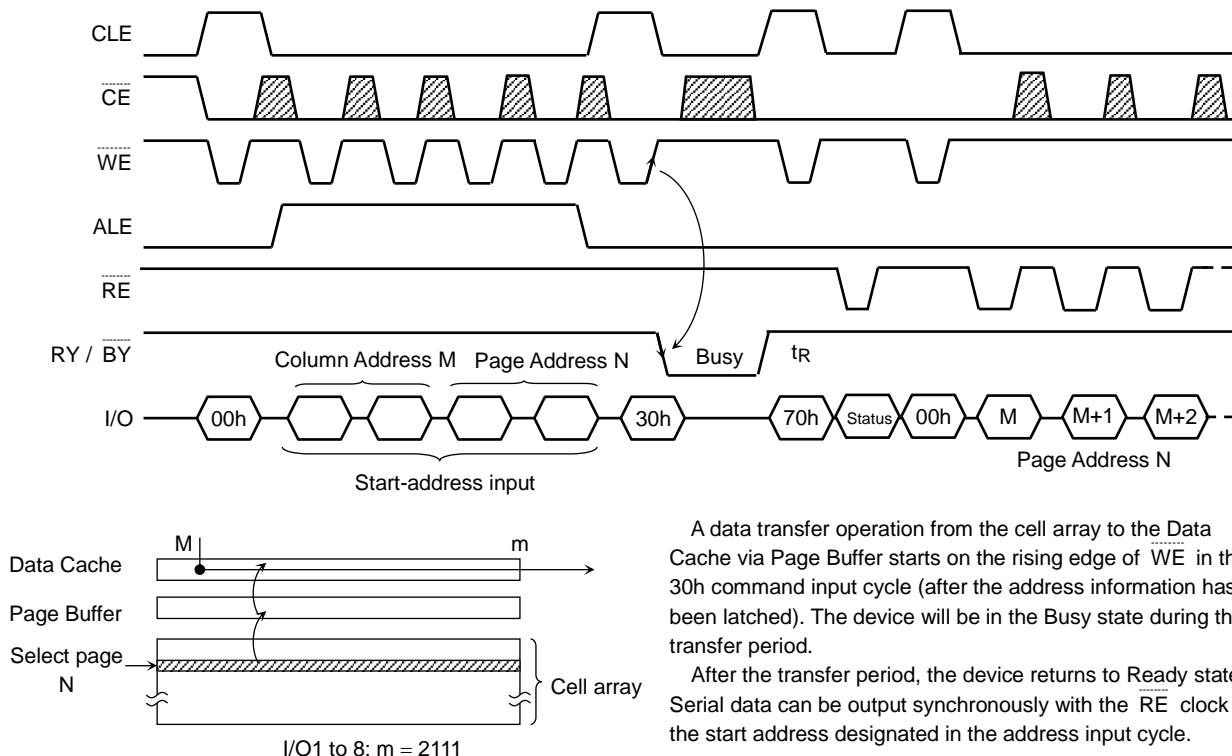 CLE
CE
WE
ALE
RE
RY / BY
Column Address M Page Address N
Busy
tR
I/O 00h 30h 70h Status 00h M M+1 M+2
Start-address input
Page Address N
M m
Data Cache
Page Buffer
Select page
N
Cell array
I/O1 to 8: m = 2111
A data transfer operation from the cell array to the Data
Cache via Page Buffer starts on the rising edge of WE in th
30h command input cycle (after the address information has
been latched). The device will be in the Busy state during th
transfer period.
After the transfer period, the device returns to Ready state
Serial data can be output synchronously with the RE clock
the start address designated in the address input cycle.